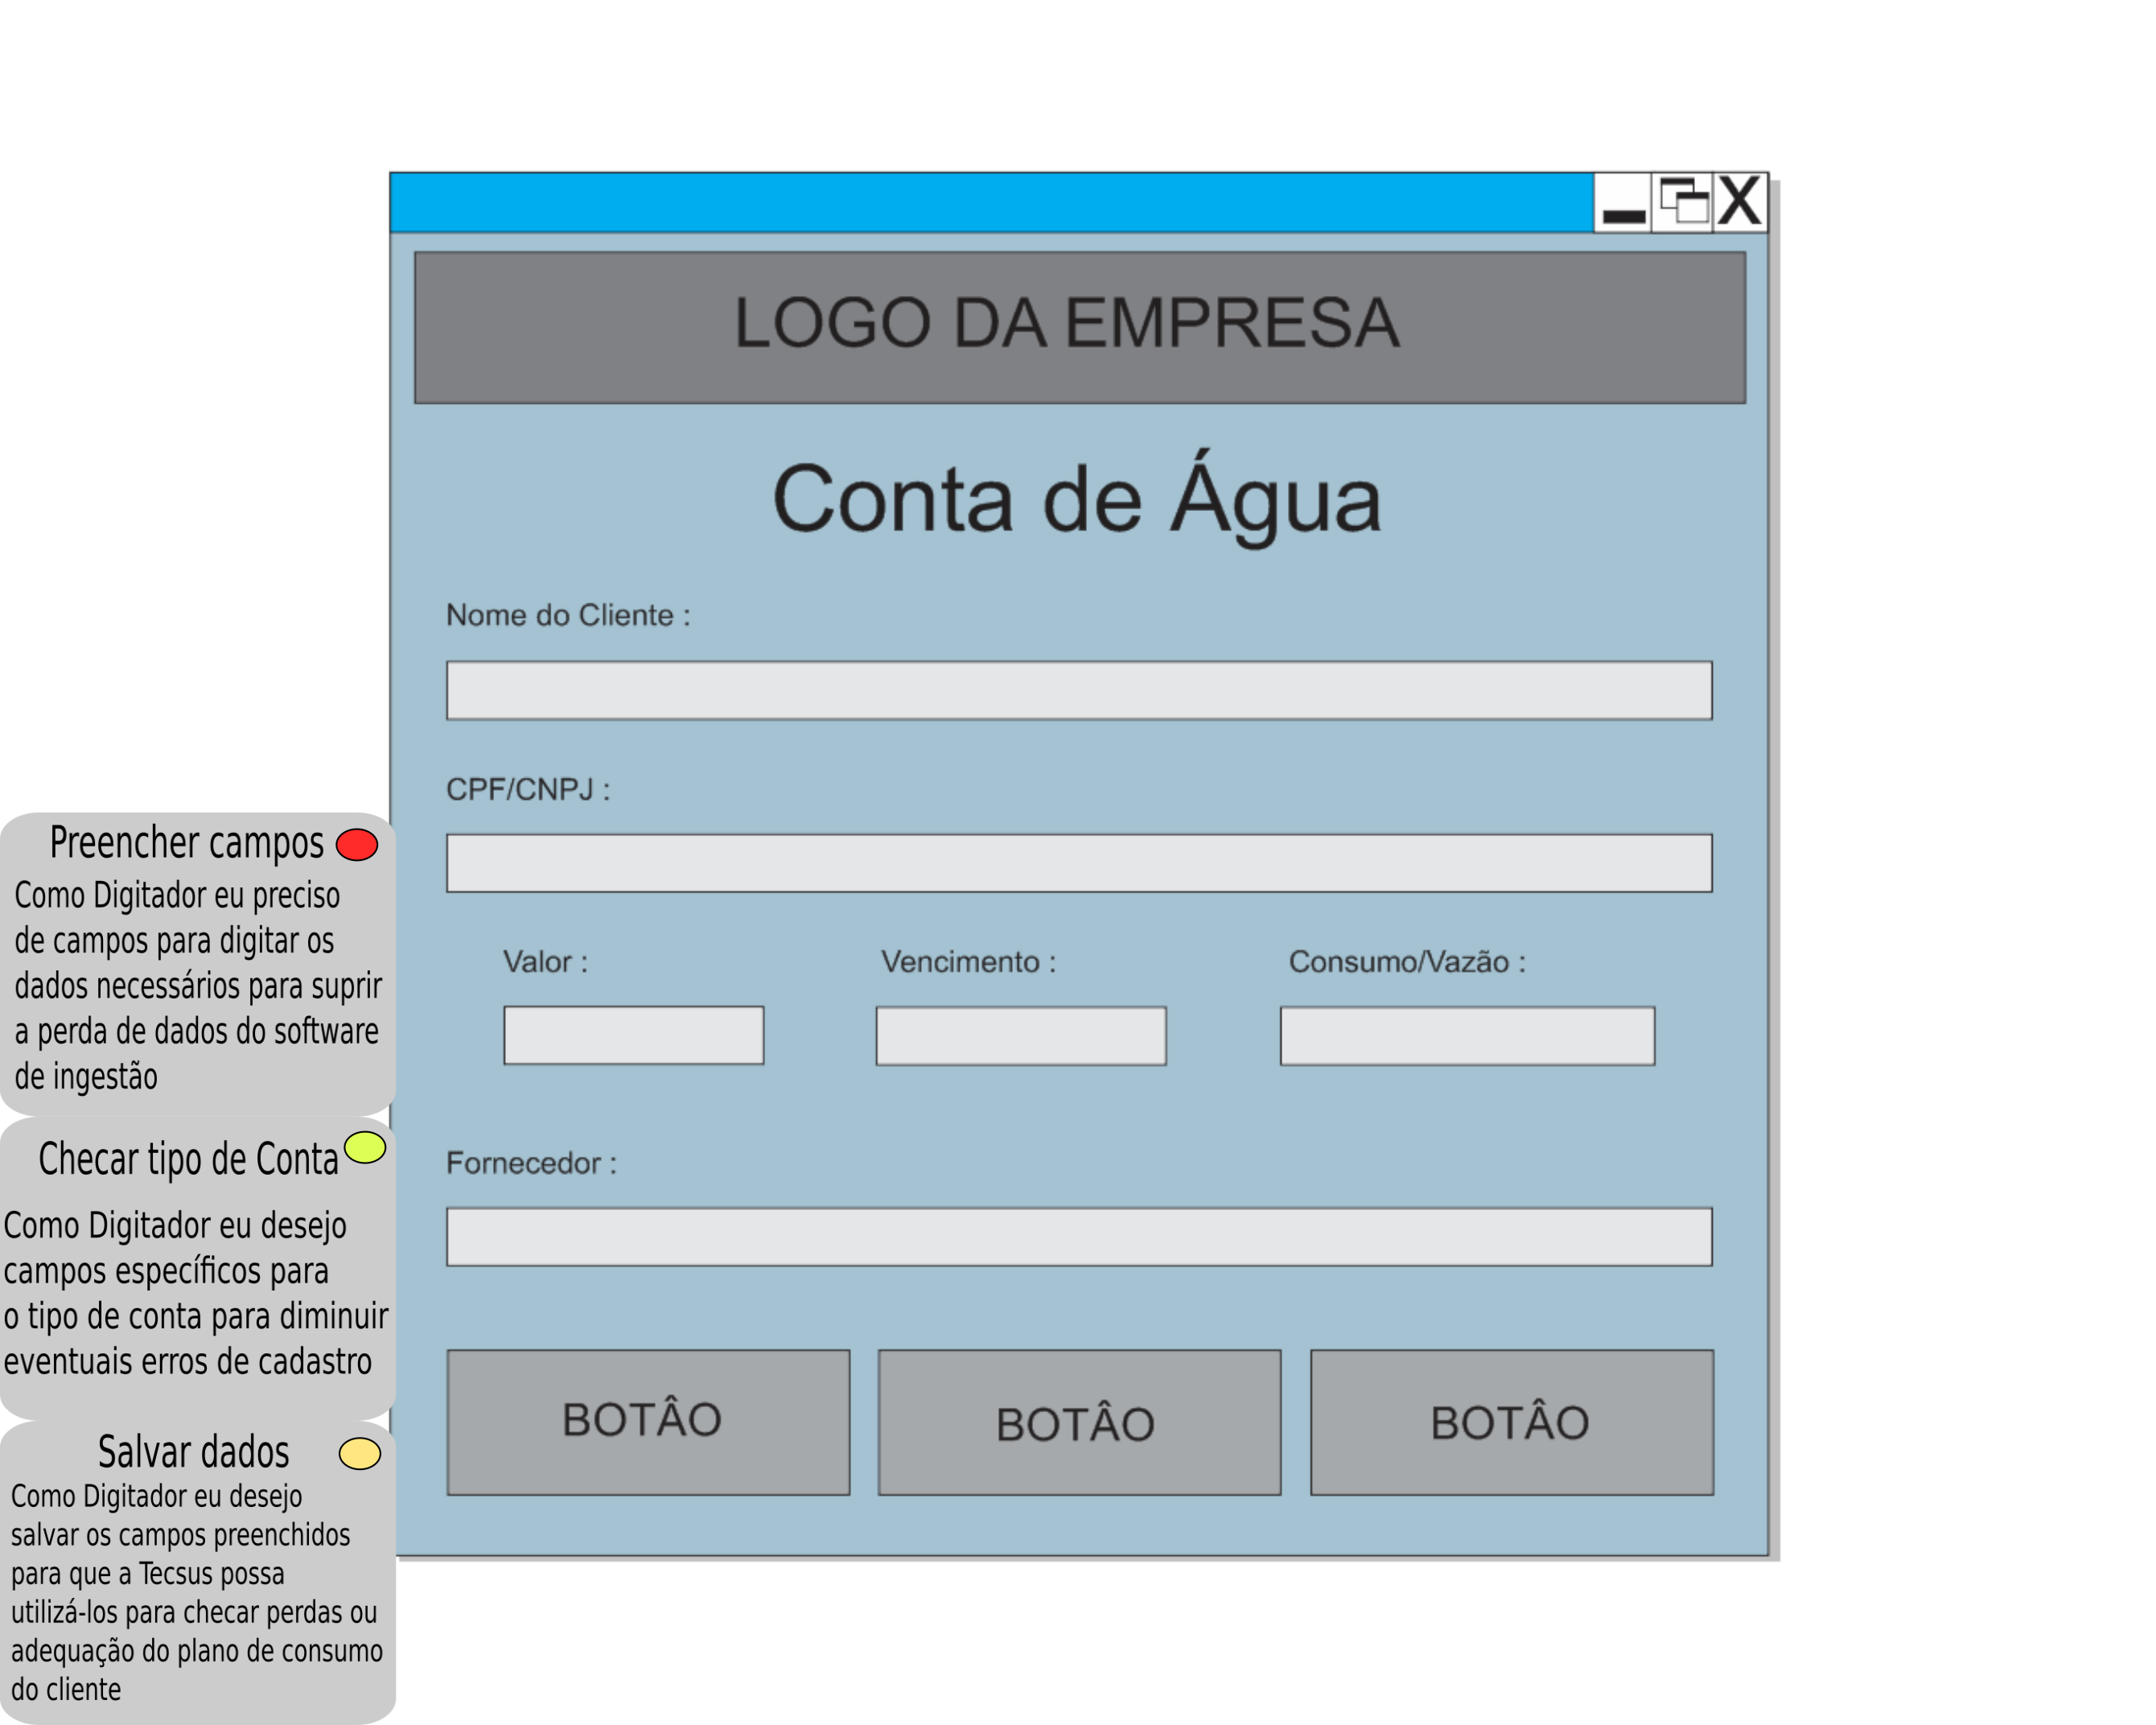 LOGO DA EMPRESA
Conta de Água
Nome do Cliente :
CPF/CNPJ :
Valor :
Vencimento :
Consumo/Vazão :
Fornecedor :
BOTÂO
BOTÂO
BOTÂO
Preencher campos
Como Digitador eu preciso
de campos para digitar os
dados necessários para suprir
a perda de dados do software
de ingestão
Checar tipo de Conta
Como Digitador eu desejo
campos específicos para
o tipo de conta para diminuir
eventuais erros de cadastro
Salvar dados
Como Digitador eu desejo
salvar os campos preenchidos
para que a Tecsus possa
utilizá-los para checar perdas ou
adequação do plano de consumo
do cliente